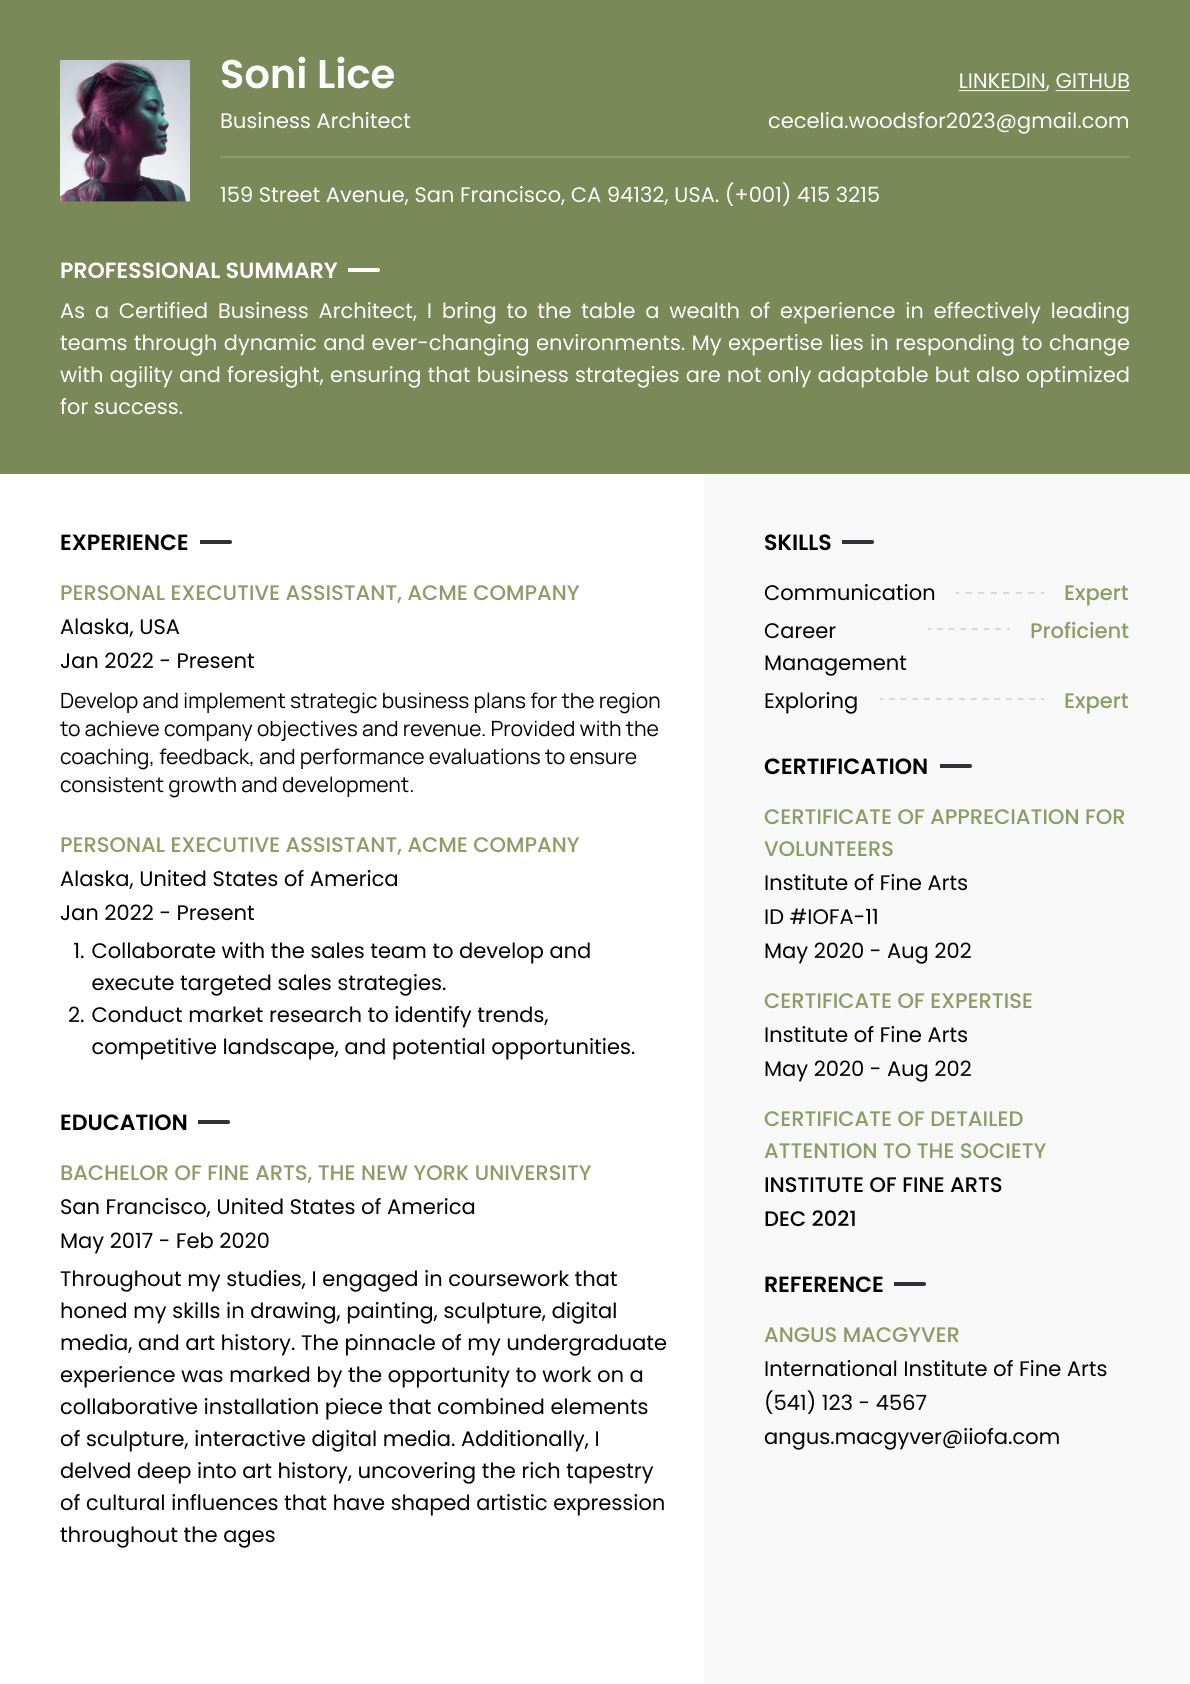 Soni Lice
LINKEDIN, GITHUB
Business Architect
cecelia.woodsfor2023@gmail.com
159 Street Avenue, San Francisco, CA 94132, USA. (+001) 415 3215
PROFESSIONAL SUMMARY
As a Certified Business Architect, I bring to the table a wealth of experience in effectively leading
teams through dynamic and ever-changing environments. My expertise lies in responding to change
with agility and foresight, ensuring that business strategies are not only adaptable but also optimized
for success.
EXPERIENCE
PERSONAL EXECUTIVE ASSISTANT, ACME COMPANY
Alaska, USA
Jan 2022 - Present
Develop and implement strategic business plans for the region
to achieve company objectives and revenue. Provided with the
coaching, feedback, and performance evaluations to ensure
consistent growth and development.
PERSONAL EXECUTIVE ASSISTANT, ACME COMPANY
Alaska, United States of America
Jan 2022 - Present
1. Collaborate with the sales team to develop and
execute targeted sales strategies.
2. Conduct market research to identify trends,
competitive landscape, and potential opportunities.
EDUCATION
BACHELOR OF FINE ARTS, THE NEW YORK UNIVERSITY
San Francisco, United States of America
May 2017 - Feb 2020
Throughout my studies, I engaged in coursework that
honed my skills in drawing, painting, sculpture, digital
media, and art history. The pinnacle of my undergraduate
experience was marked by the opportunity to work on a
collaborative installation piece that combined elements
of sculpture, interactive digital media. Additionally, I
delved deep into art history, uncovering the rich tapestry
of cultural influences that have shaped artistic expression
throughout the ages
SKILLS
Communication Expert
Career Proficient
Management
Exploring Expert
CERTIFICATION
CERTIFICATE OF APPRECIATION FOR
VOLUNTEERS
Institute of Fine Arts
ID #IOFA-11
May 2020 - Aug 202
CERTIFICATE OF EXPERTISE
Institute of Fine Arts
May 2020 - Aug 202
CERTIFICATE OF DETAILED
ATTENTION TO THE SOCIETY
INSTITUTE OF FINE ARTS
DEC 2021
REFERENCE
ANGUS MACGYVER
International Institute of Fine Arts
(541) 123 - 4567
angus.macgyver@iiofa.com